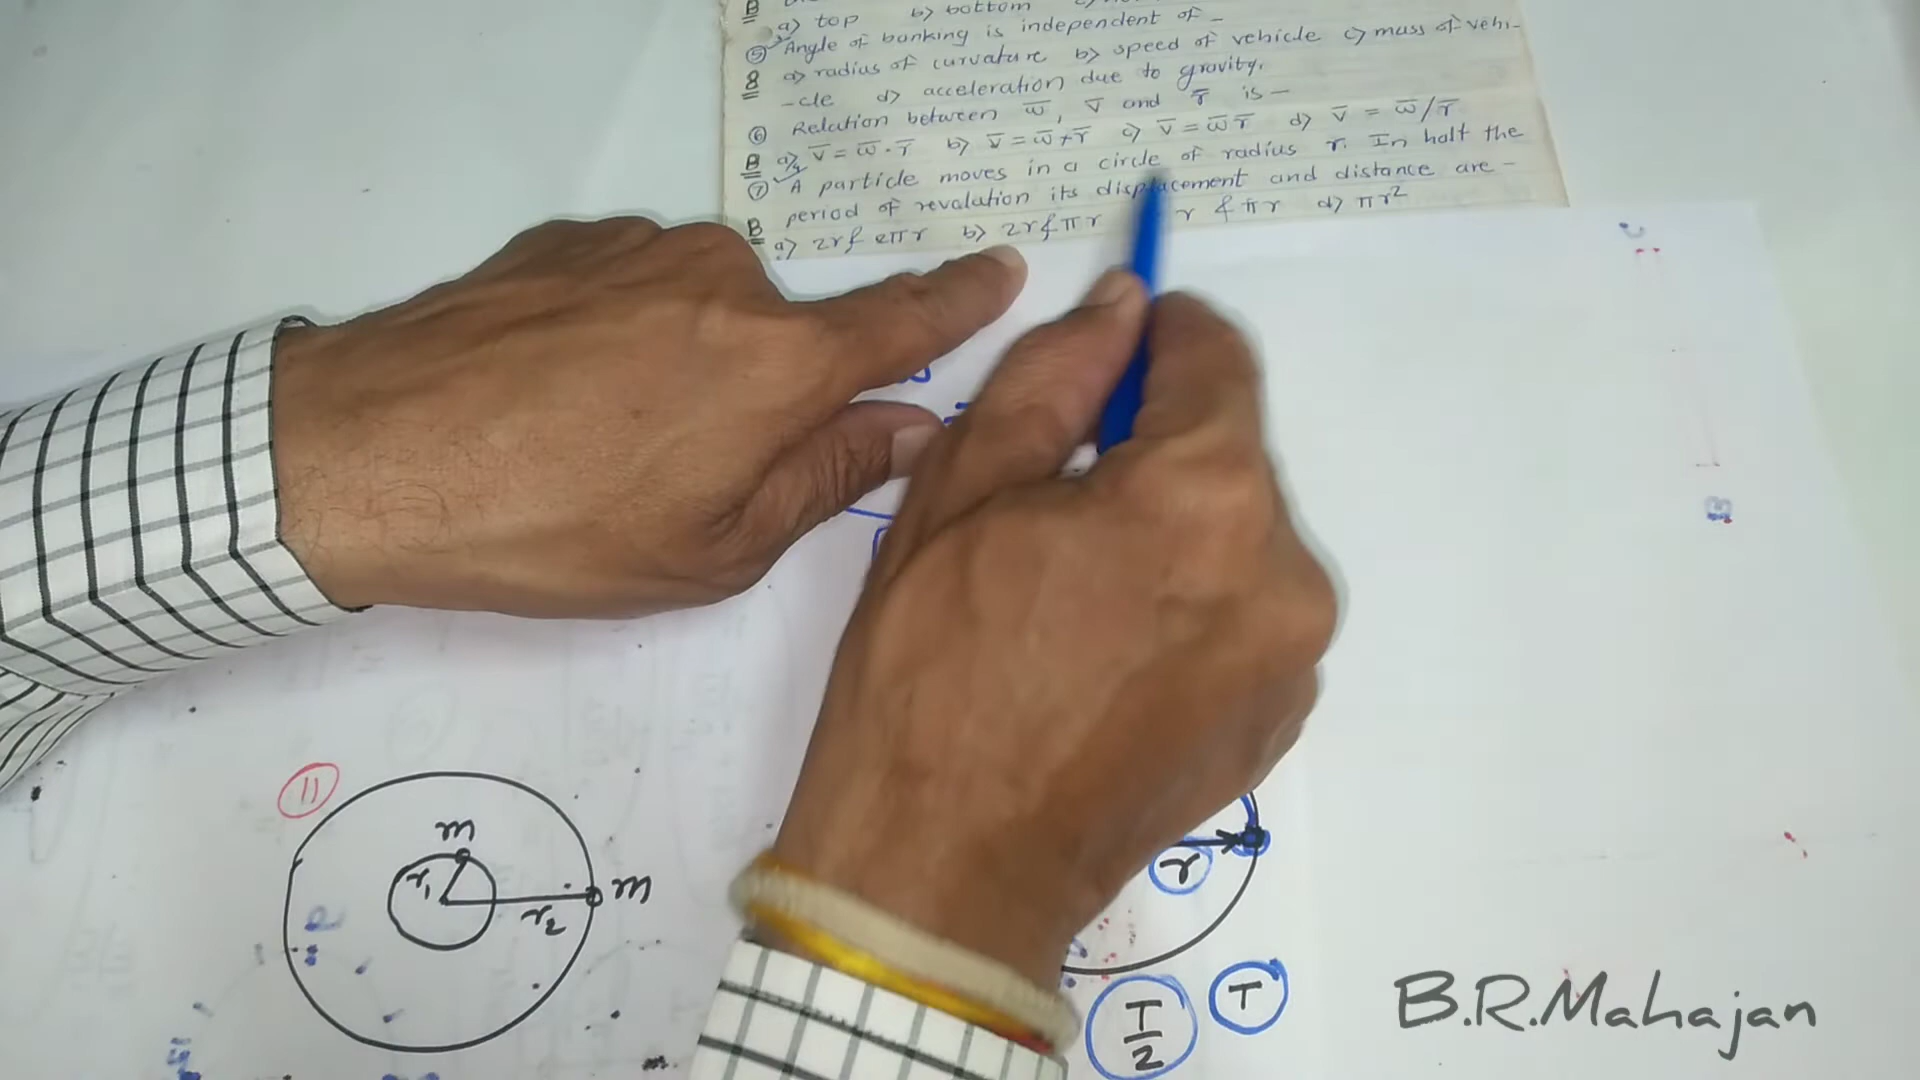 B
a> top b> bottom
⑤ Angle of banking is independent of _
8 a> radius of curvature b> speed of vehicle c> mass of vehi-
-cle d> acceleration due to gravity.
⑥ Relation between ω̅, v̅ and r̅ is —
B a> v̅ = ω̅ . r̅ b> v̅ = ω̅ + r̅ c> v̅ = ω̅ r̅ d> v̅ = ω̅ / r̅
⑦ A particle moves in a circle of radius r. In half the
period of revolution its displacement and distance are -
B a> 2r & 2πr b> 2r & πr r & πr d> πr²
11
m
r₁
m
r₂
r
T/2
T
B.R.Mahajan